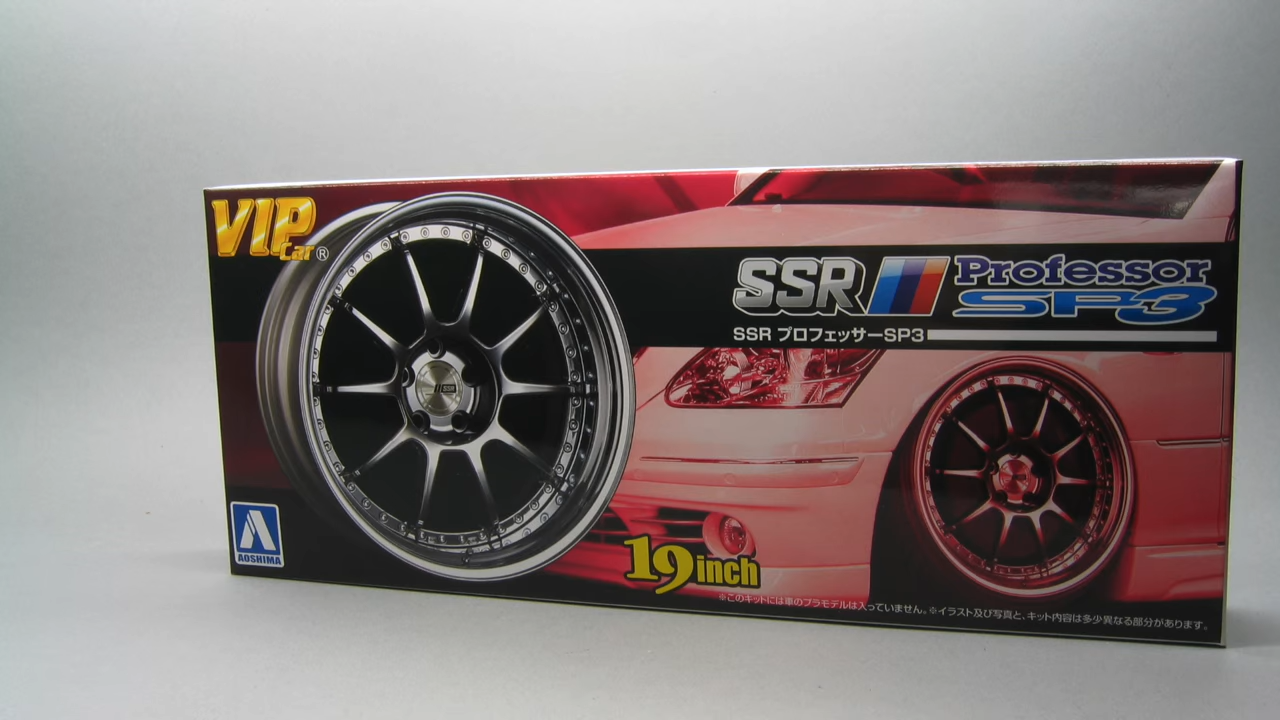 VIP
Car®
SSR Professor
SP3
SSR プロフェッサーSP3
SSR
AOSHIMA
19inch
※このキットには車のプラモデルは入っていません。※イラスト及び写真と、キット内容は多少異なる部分があります。